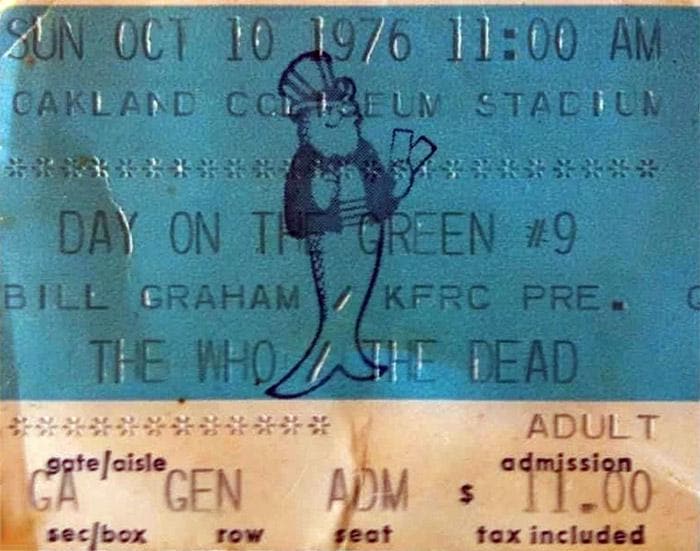 SUN OCT 10 1976 11:00 AM
OAKLAND COLISEUM STADIUM
*****************************
DAY ON THE GREEN #9
BILL GRAHAM / KFRC PRE.
THE WHO / THE DEAD
************** ADULT
gate/aisle admission
GA GEN ADM $ 11.00
sec/box row seat tax included